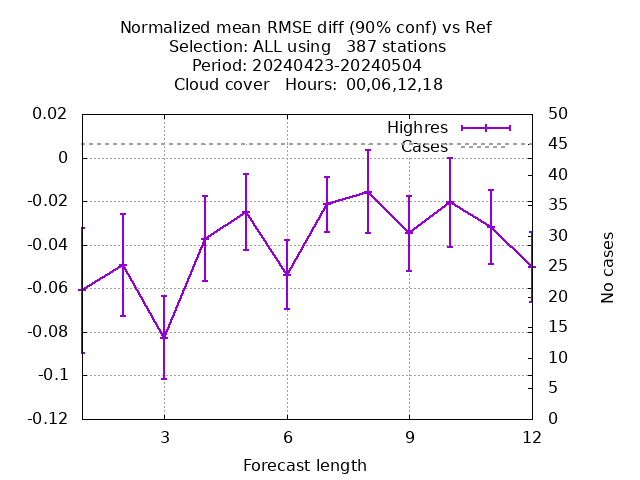 Normalized mean RMSE diff (90% conf) vs Ref
Selection: ALL using   387 stations
Period: 20240423-20240504
Cloud cover   Hours:  00,06,12,18
Highres
Cases
0.02
0
-0.02
-0.04
-0.06
-0.08
-0.1
-0.12
50
45
40
35
30
25
20
15
10
5
0
No cases
3 6 9 12
Forecast length